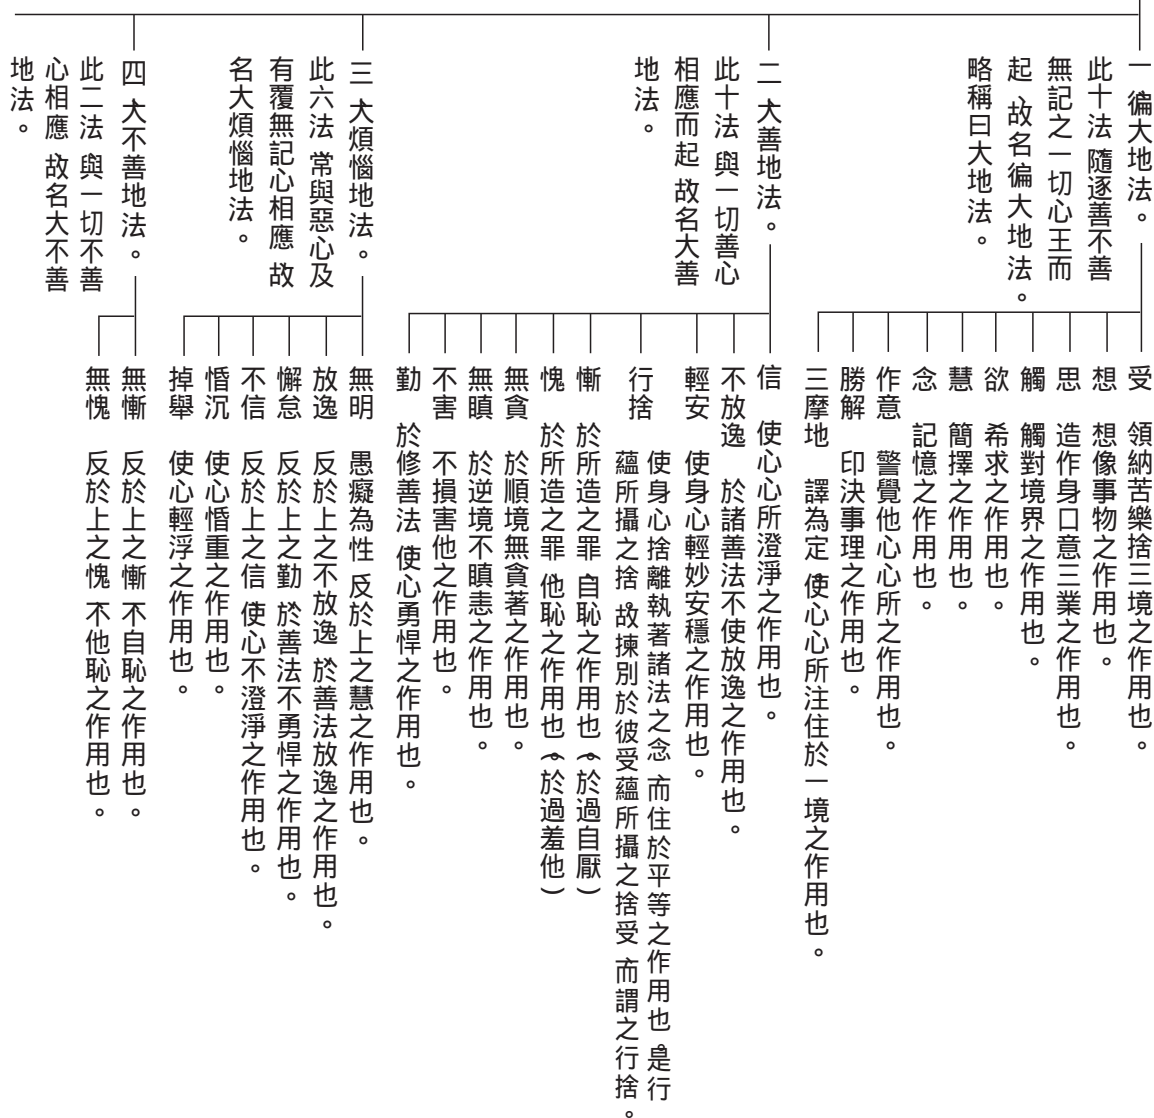 一、徧大地法。
此十法，隨逐善不善
無記之一切心王而
起，故名徧大地法。
略稱曰大地法。
受　領納苦樂捨三境之作用也。
想　想像事物之作用也。
思　造作身口意三業之作用也。
觸　觸對境界之作用也。
欲　希求之作用也。
慧　簡擇之作用也。
念　記憶之作用也。
作意　警覺他心心所之作用也。
勝解　印決事理之作用也。
三摩地　譯為定，使心心所注住於一境之作用也。
二、大善地法。
此十法，與一切善心
相應而起，故名大善
地法。
信　使心心所澄淨之作用也。
不放逸　於諸善法不使放逸之作用也。
輕安　使身心輕妙安穩之作用也。
行捨　使身心捨離執著諸法之念，而住於平等之作用也。是行
蘊所攝之捨，故揀別於彼受蘊所攝之捨受，而謂之行捨。
慚　於所造之罪，自恥之作用也。（於過自厭）
愧　於所造之罪，他恥之作用也。（於過羞他）
無貪　於順境無貪著之作用也。
無瞋　於逆境不瞋恚之作用也。
不害　不損害他之作用也。
勤　於修善法，使心勇悍之作用也。
三、大煩惱地法。
此六法，常與惡心及
有覆無記心相應，故
名大煩惱地法。
無明　愚癡為性，反於上之慧之作用也。
放逸　反於上之不放逸，於善法放逸之作用也。
懈怠　反於上之勤，於善法不勇悍之作用也。
不信　反於上之信，使心不澄淨之作用也。
惛沉　使心惛重之作用也。
掉舉　使心輕浮之作用也。
四、大不善地法。
此二法，與一切不善
心相應，故名大不善
地法。
無慚　反於上之慚，不自恥之作用也。
無愧　反於上之愧，不他恥之作用也。